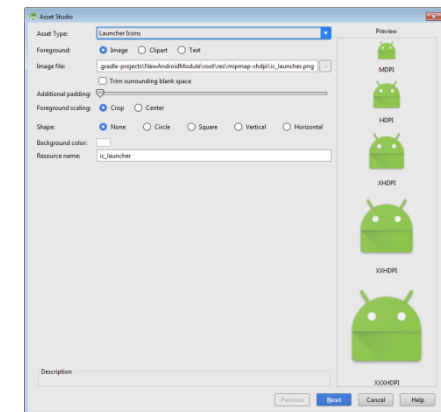 Asset Studio
Asset Type: Launcher Icons
Foreground: Image Clipart Text
Image file: .gradle-projects\NewAndroidModule\root\res\mipmap-xhdpi\ic_launcher.png ...
Trim surrounding blank space
Additional padding:
Foreground scaling: Crop Center
Shape: None Circle Square Vertical Horizontal
Background color:
Resource name: ic_launcher
Preview
MDPI
HDPI
XHDPI
XXHDPI
XXXHDPI
Description
Previous Next Cancel Help